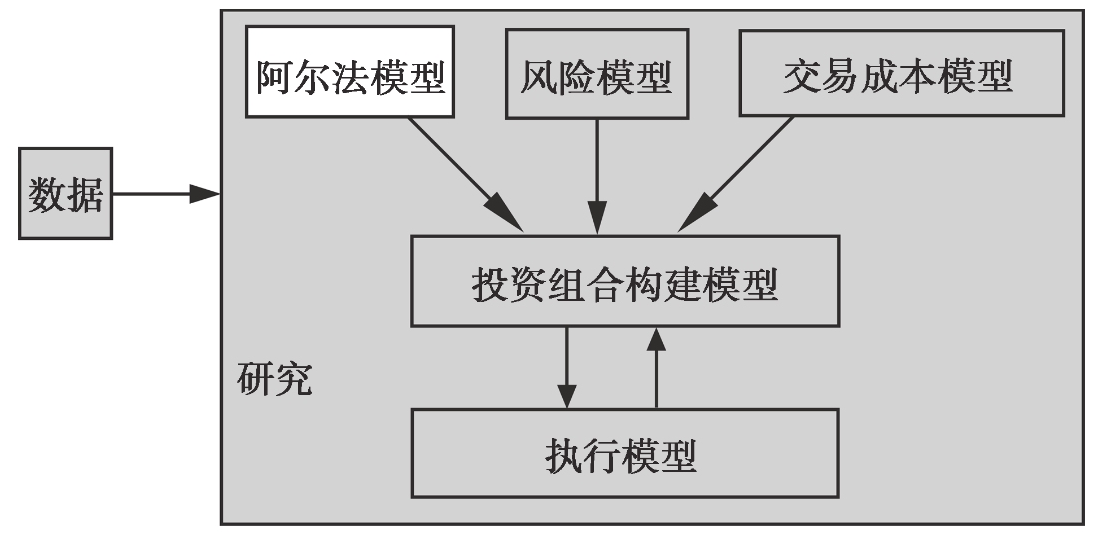 阿尔法模型
风险模型
交易成本模型
数据
投资组合构建模型
研究
执行模型